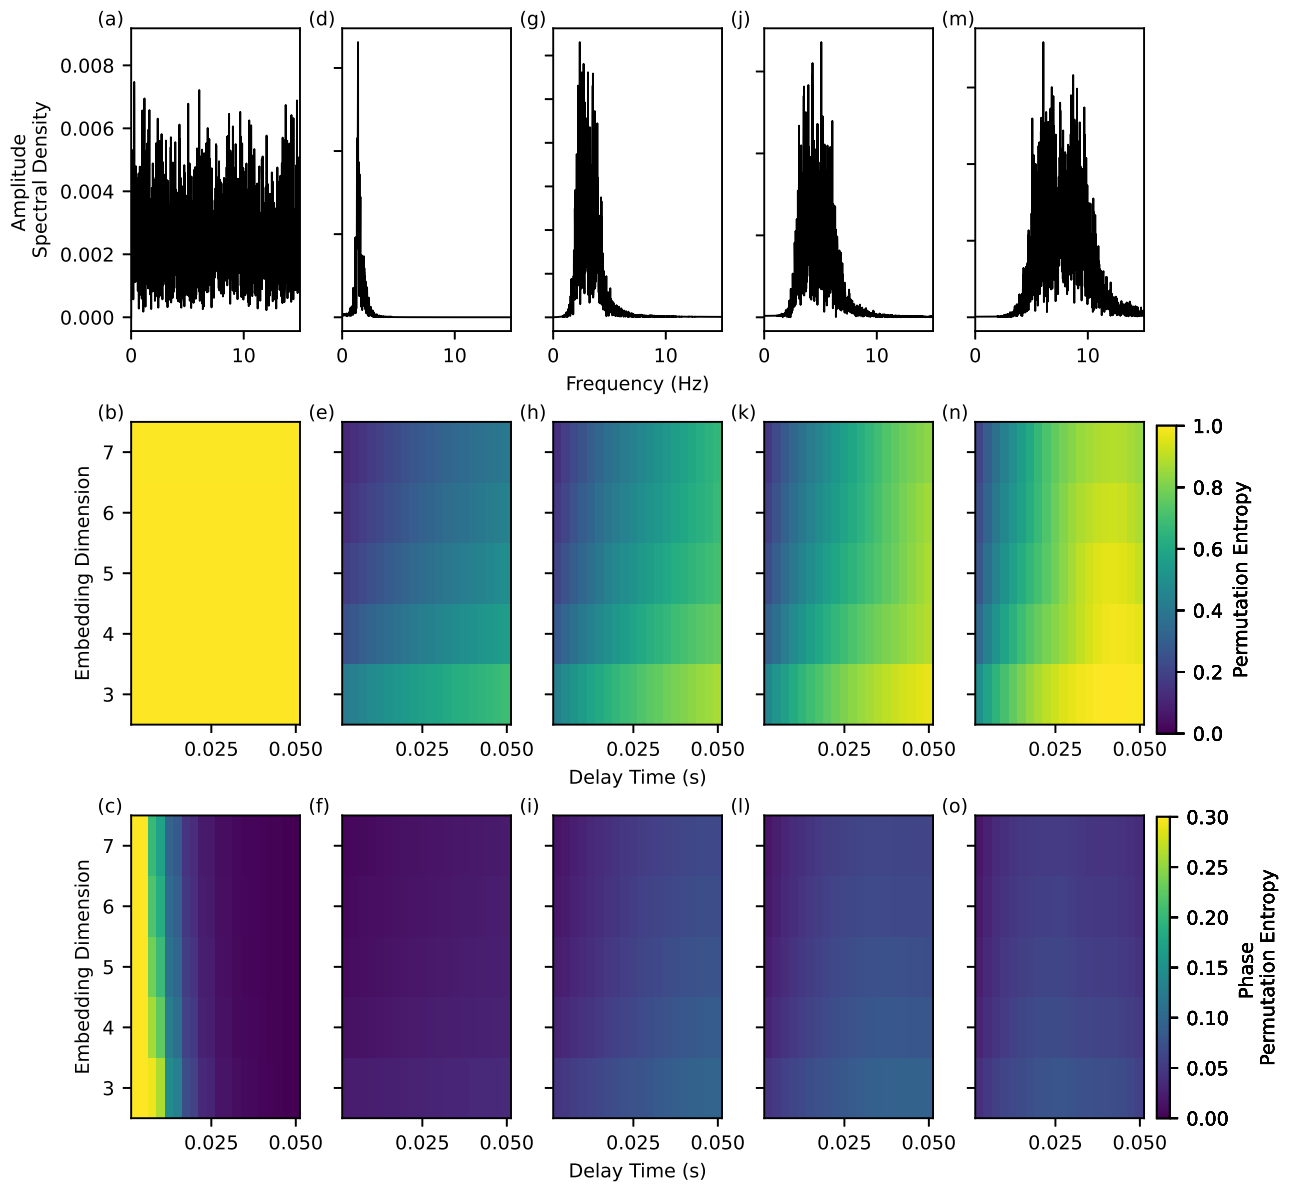 (a) (d) (g) (j) (m)
Amplitude
Spectral Density
0.008
0.006
0.004
0.002
0.000
0 10 0 10 0 10 0 10 0 10
Frequency (Hz)
(b) (e) (h) (k) (n)
Embedding Dimension
7
6
5
4
3
0.025 0.050 0.025 0.050 0.025 0.050 0.025 0.050 0.025 0.050
Delay Time (s)
1.0
0.8
0.6
0.4
0.2
0.0
Permutation Entropy
(c) (f) (i) (l) (o)
Embedding Dimension
7
6
5
4
3
0.025 0.050 0.025 0.050 0.025 0.050 0.025 0.050 0.025 0.050
Delay Time (s)
0.30
0.25
0.20
0.15
0.10
0.05
0.00
Phase
Permutation Entropy